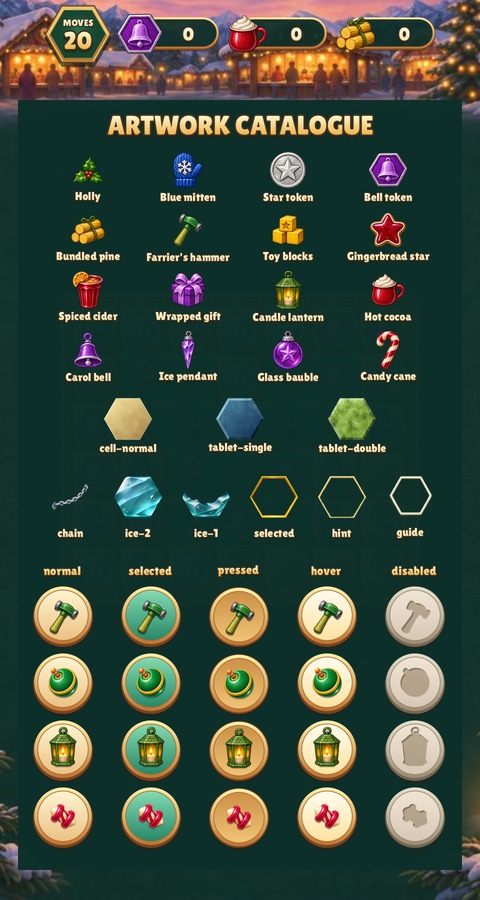 MOVES
20
0
0
0
ARTWORK CATALOGUE
Holly
Blue mitten
Star token
Bell token
Bundled pine
Farrier's hammer
Toy blocks
Gingerbread star
Spiced cider
Wrapped gift
Candle lantern
Hot cocoa
Carol bell
Ice pendant
Glass bauble
Candy cane
cell-normal
tablet-single
tablet-double
chain
ice-2
ice-1
selected
hint
guide
normal
selected
pressed
hover
disabled